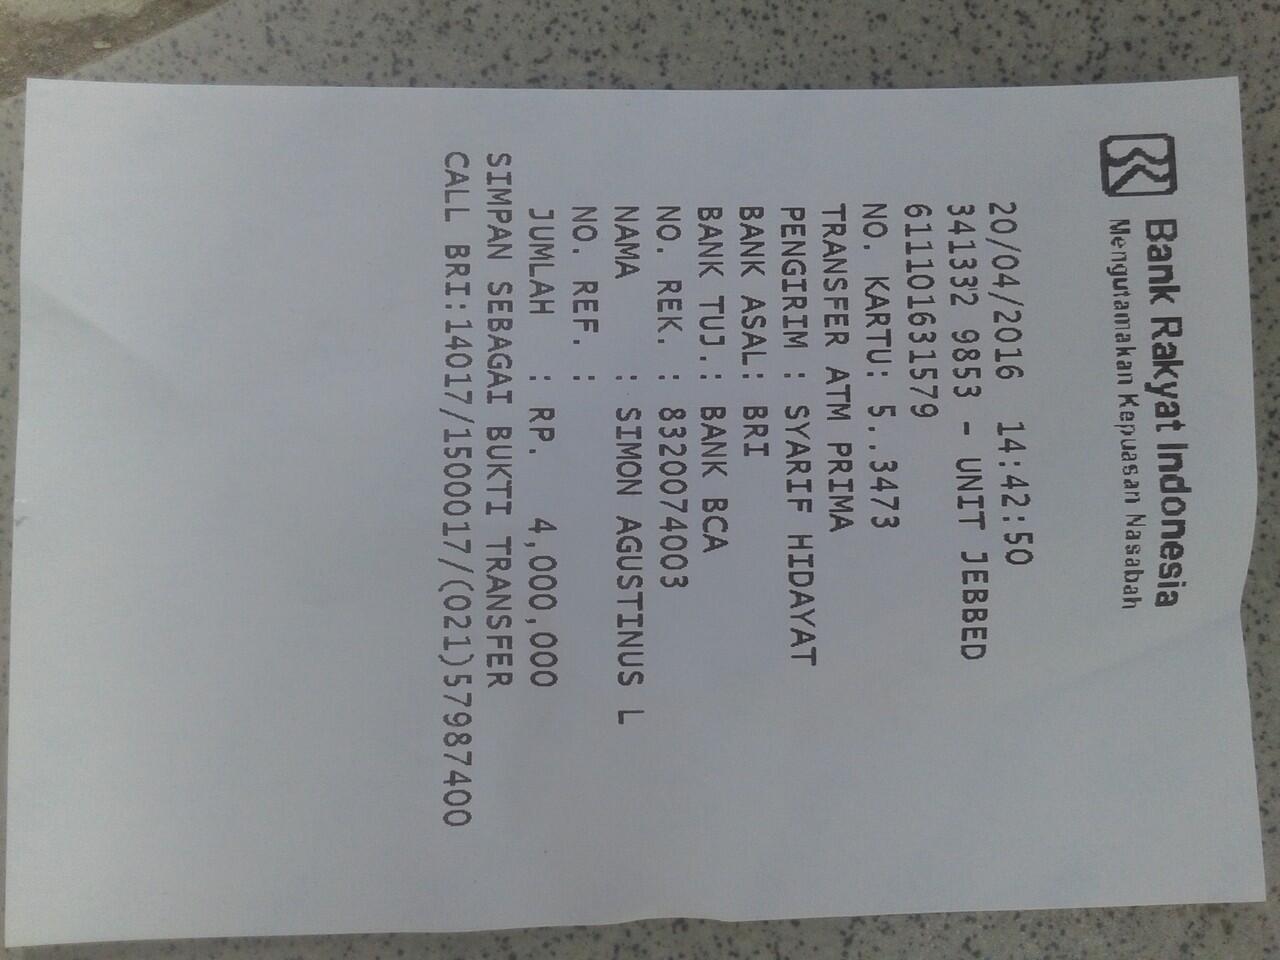 Bank Rakyat Indonesia
Mengutamakan Kepuasan Nasabah
20/04/2016 14:42:50
341332 9853 - UNIT JEBBED
611101631579
NO. KARTU: 5..3473
TRANSFER ATM PRIMA
PENGIRIM : SYARIF HIDAYAT
BANK ASAL: BRI
BANK TUJ.: BANK BCA
NO. REK. : 8320074003
NAMA : SIMON AGUSTINUS L
NO. REF. :
JUMLAH : RP. 4,000,000
SIMPAN SEBAGAI BUKTI TRANSFER
CALL BRI:14017/1500017/(021)57987400